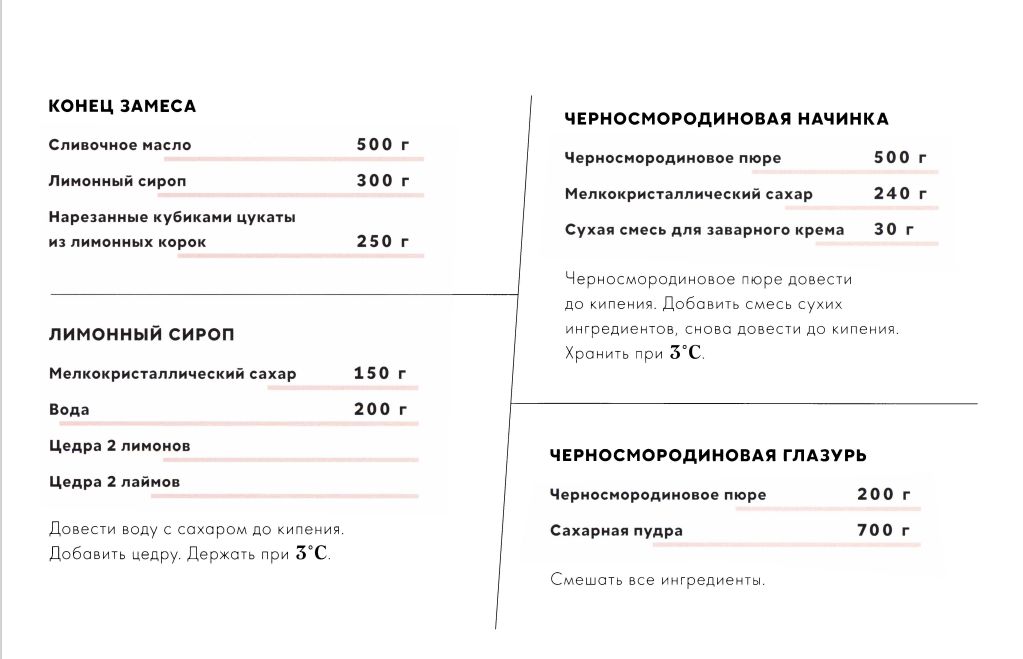 КОНЕЦ ЗАМЕСА
Сливочное масло 500 г
Лимонный сироп 300 г
Нарезанные кубиками цукаты
из лимонных корок 250 г
ЛИМОННЫЙ СИРОП
Мелкокристаллический сахар 150 г
Вода 200 г
Цедра 2 лимонов
Цедра 2 лаймов
Довести воду с сахаром до кипения.
Добавить цедру. Держать при 3°C.
ЧЕРНОСМОРОДИНОВАЯ НАЧИНКА
Черносмородиновое пюре 500 г
Мелкокристаллический сахар 240 г
Сухая смесь для заварного крема 30 г
Черносмородиновое пюре довести
до кипения. Добавить смесь сухих
ингредиентов, снова довести до кипения.
Хранить при 3°C.
ЧЕРНОСМОРОДИНОВАЯ ГЛАЗУРЬ
Черносмородиновое пюре 200 г
Сахарная пудра 700 г
Смешать все ингредиенты.